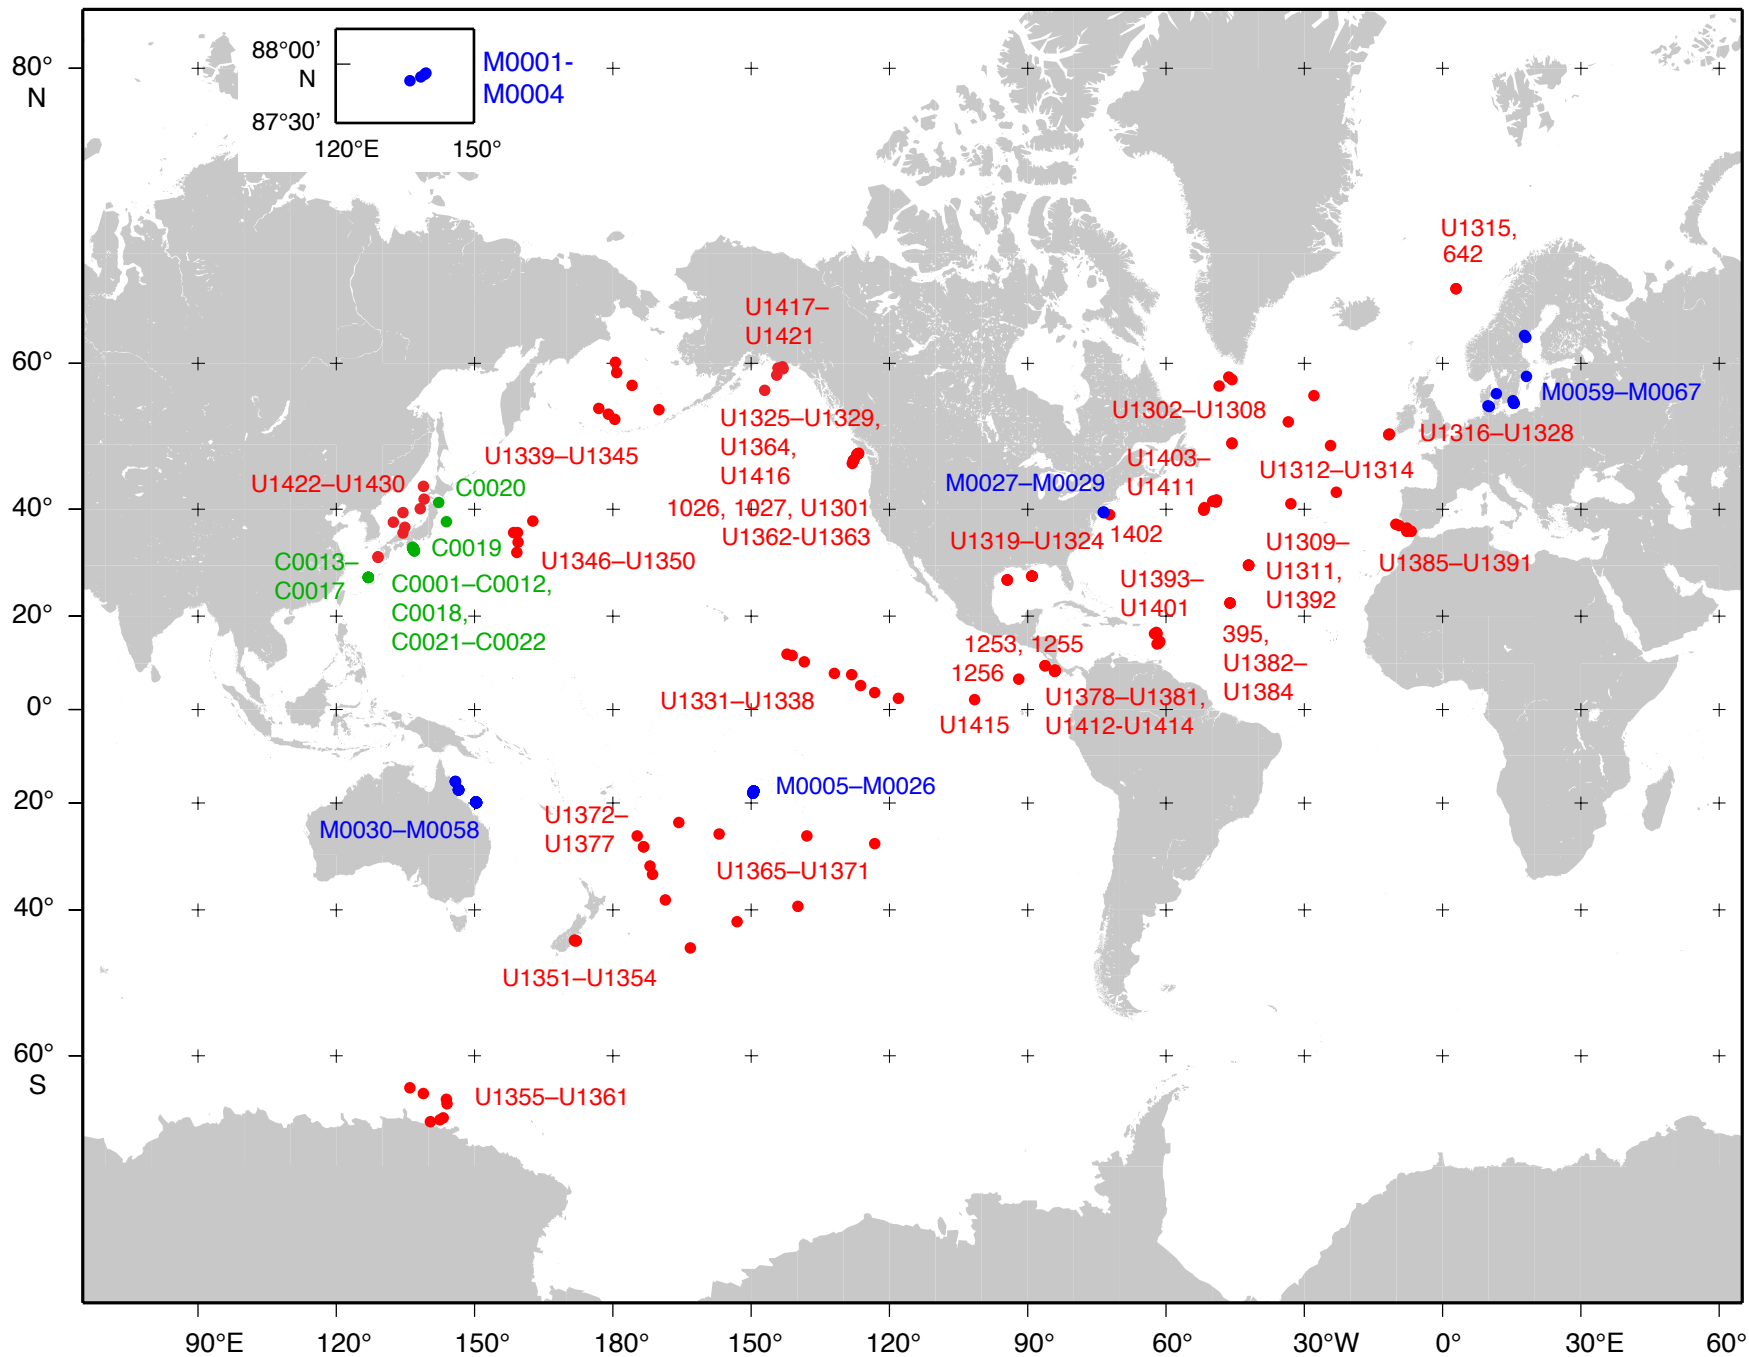 88°00'
N
87°30'
120°E
150°
M0001-
M0004
80°
N
60°
40°
20°
0°
20°
40°
60°
S
U1315,
642
U1417–
U1421
M0059–M0067
U1302–U1308
U1325–U1329,
U1364,
U1416
U1316–U1328
U1339–U1345
U1403–
U1411
U1312–U1314
U1422–U1430
C0020
M0027–M0029
1026, 1027, U1301
U1362-U1363
U1319–U1324
1402
C0019
U1346–U1350
C0013–
C0017
C0001–C0012,
C0018,
C0021–C0022
U1309–
U1311,
U1392
U1385–U1391
U1393–
U1401
395,
U1382–
U1384
1253, 1255
1256
U1331–U1338
U1415
U1378–U1381,
U1412-U1414
M0005–M0026
M0030–M0058
U1372–
U1377
U1365–U1371
U1351–U1354
U1355–U1361
90°E
120°
150°
180°
150°
120°
90°
60°
30°W
0°
30°E
60°